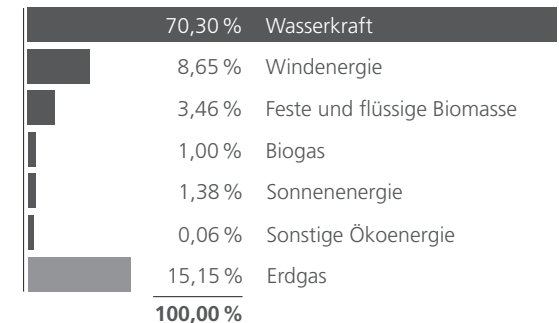 70,30 % Wasserkraft
8,65 % Windenergie
3,46 % Feste und flüssige Biomasse
1,00 % Biogas
1,38 % Sonnenenergie
0,06 % Sonstige Ökoenergie
15,15 % Erdgas
100,00 %